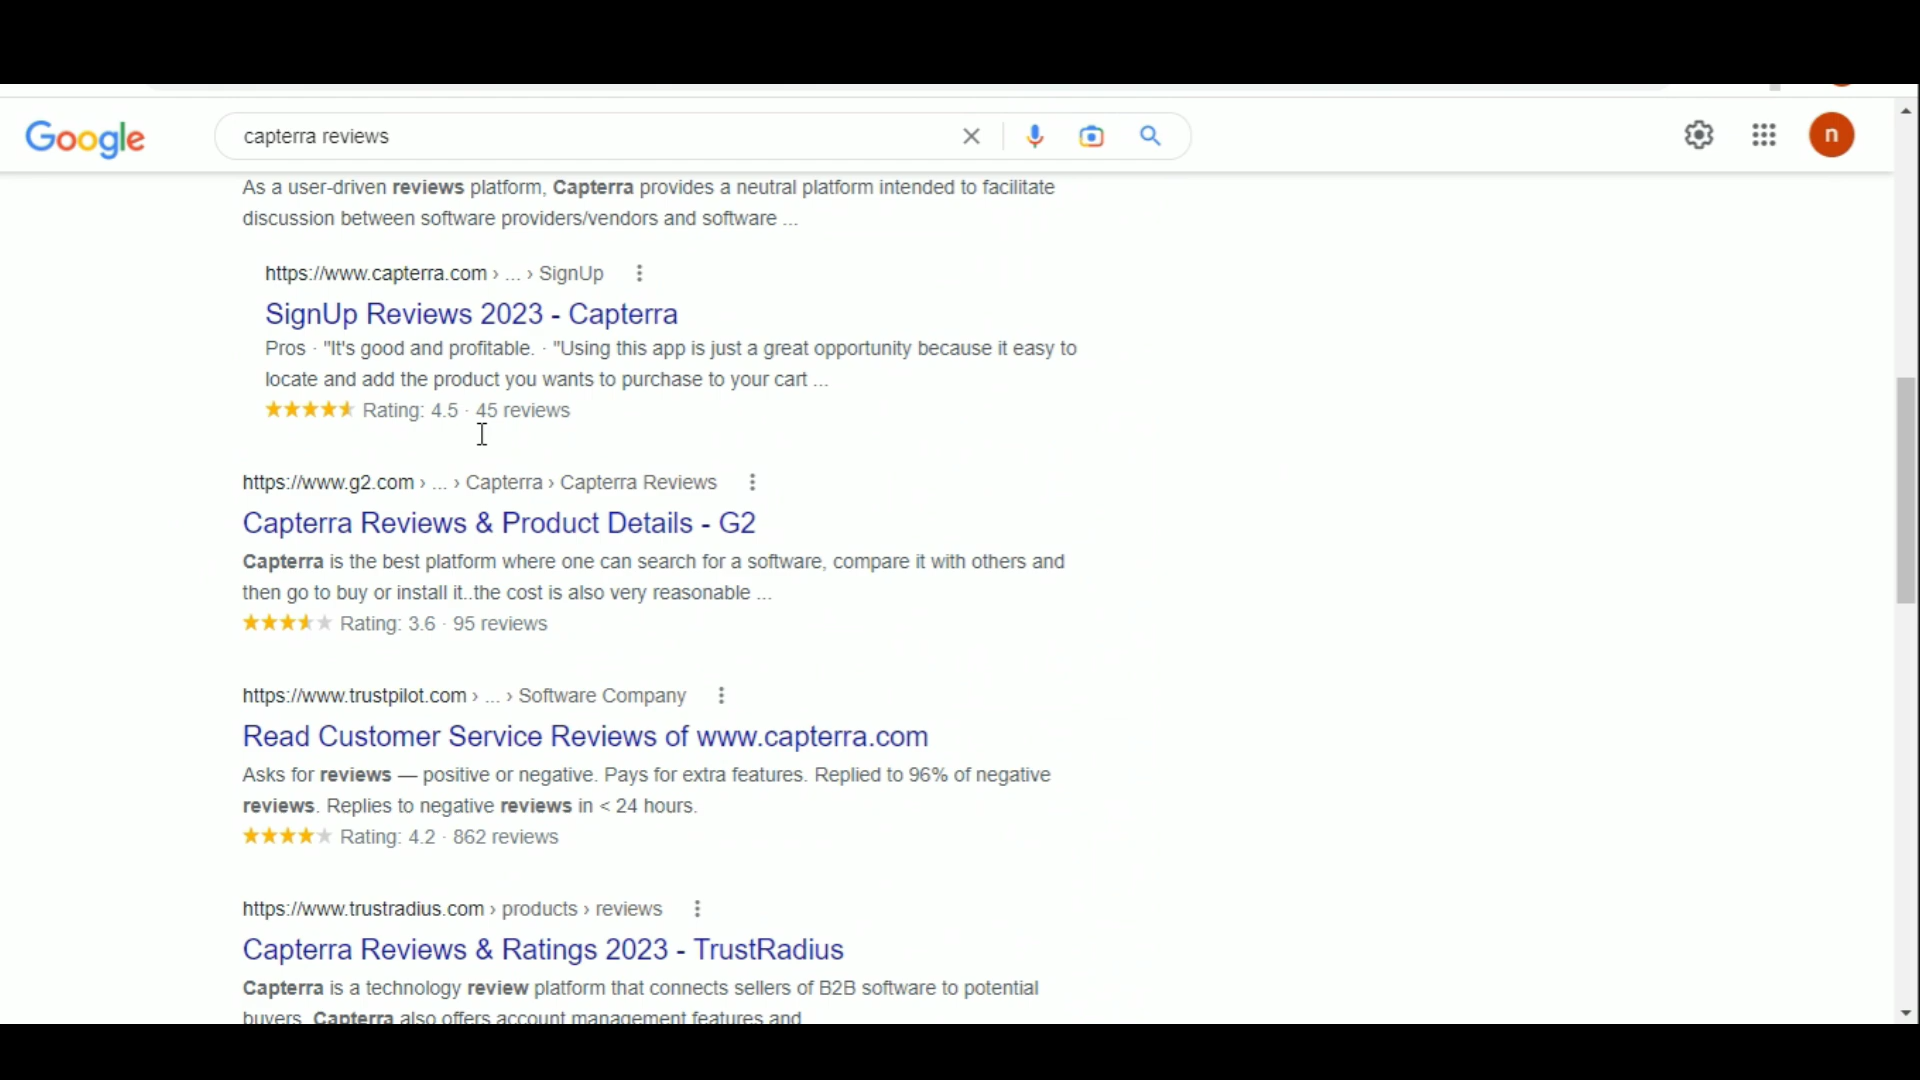 Google
capterra reviews
n
As a user-driven reviews platform, Capterra provides a neutral platform intended to facilitate
discussion between software providers/vendors and software ...
https://www.capterra.com › ... › SignUp
SignUp Reviews 2023 - Capterra
Pros · "It's good and profitable. · "Using this app is just a great opportunity because it easy to
locate and add the product you wants to purchase to your cart ...
Rating: 4.5 · 45 reviews
https://www.g2.com › ... › Capterra › Capterra Reviews
Capterra Reviews & Product Details - G2
Capterra is the best platform where one can search for a software, compare it with others and
then go to buy or install it..the cost is also very reasonable ...
Rating: 3.6 · 95 reviews
https://www.trustpilot.com › ... › Software Company
Read Customer Service Reviews of www.capterra.com
Asks for reviews — positive or negative. Pays for extra features. Replied to 96% of negative
reviews. Replies to negative reviews in < 24 hours.
Rating: 4.2 · 862 reviews
https://www.trustradius.com › products › reviews
Capterra Reviews & Ratings 2023 - TrustRadius
Capterra is a technology review platform that connects sellers of B2B software to potential
buyers. Capterra also offers account management features and